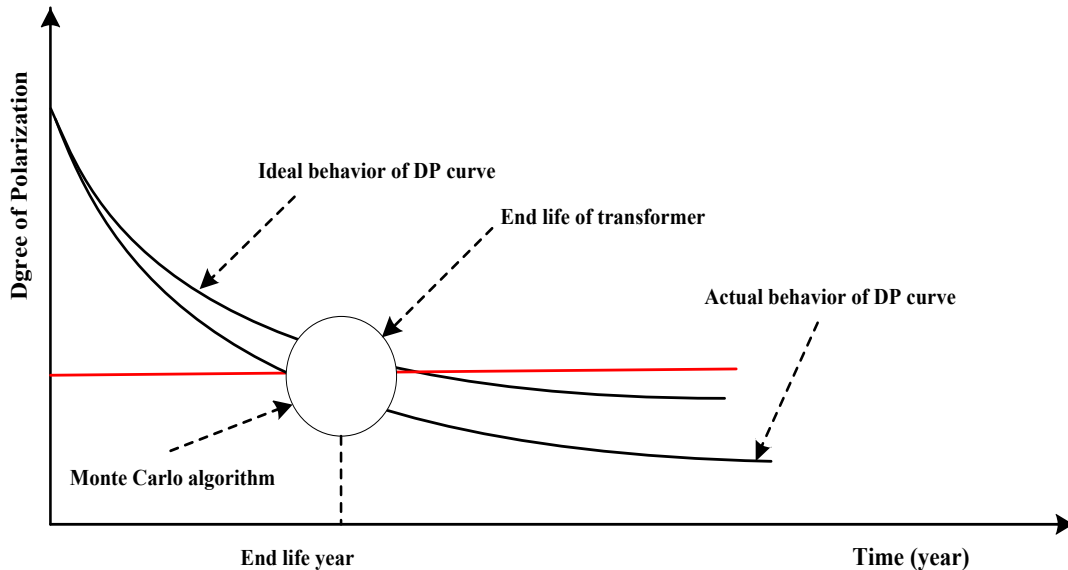 Dgree of Polarization
Ideal behavior of DP curve
End life of transformer
Actual behavior of DP curve
Monte Carlo algorithm
End life year
Time (year)